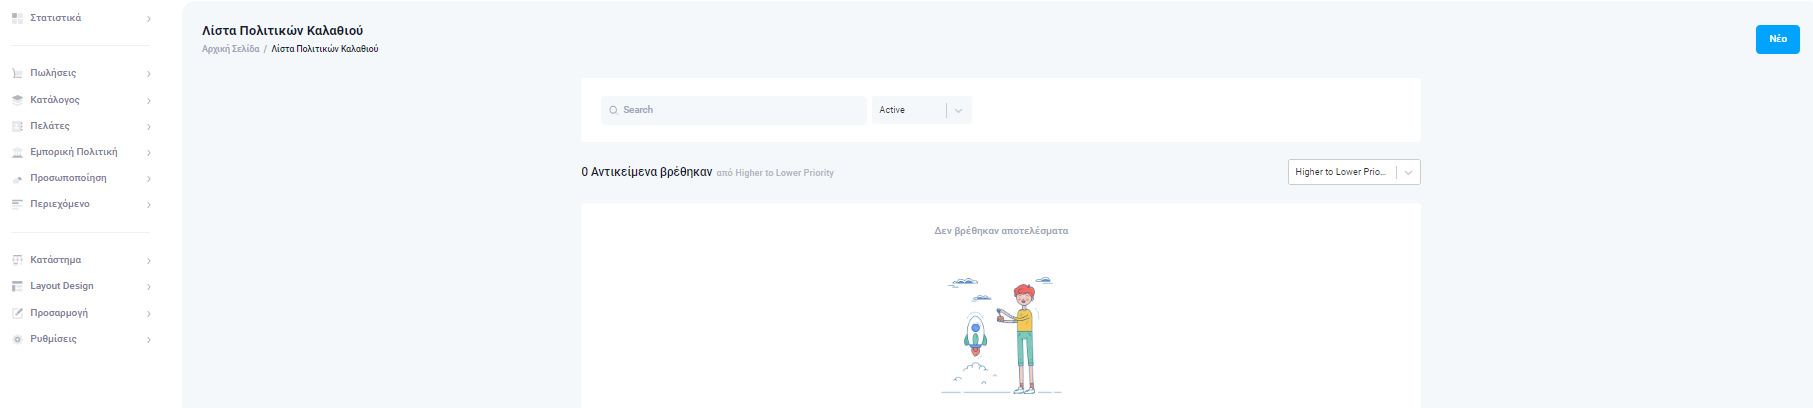 Στατιστικά
Πωλήσεις
Κατάλογος
Πελάτες
Εμπορική Πολιτική
Προσωποποίηση
Περιεχόμενο
Κατάστημα
Layout Design
Προσαρμογή
Ρυθμίσεις
Λίστα Πολιτικών Καλαθιού
Αρχική Σελίδα / Λίστα Πολιτικών Καλαθιού
Νέο
Search
Active
0 Αντικείμενα βρέθηκαν από Higher to Lower Priority
Higher to Lower Prio...
Δεν βρέθηκαν αποτελέσματα